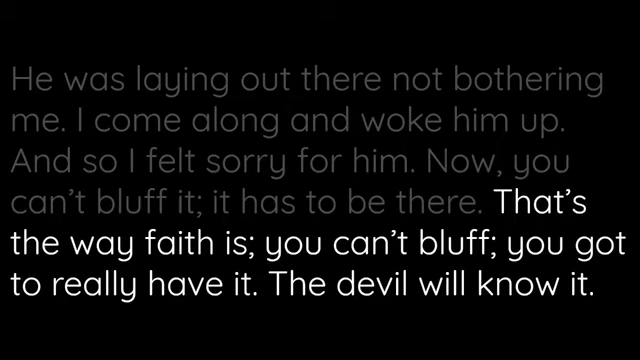 He was laying out there not bothering
me. I come along and woke him up.
And so I felt sorry for him. Now, you
can’t bluff it; it has to be there. That’s
the way faith is; you can’t bluff; you got
to really have it. The devil will know it.